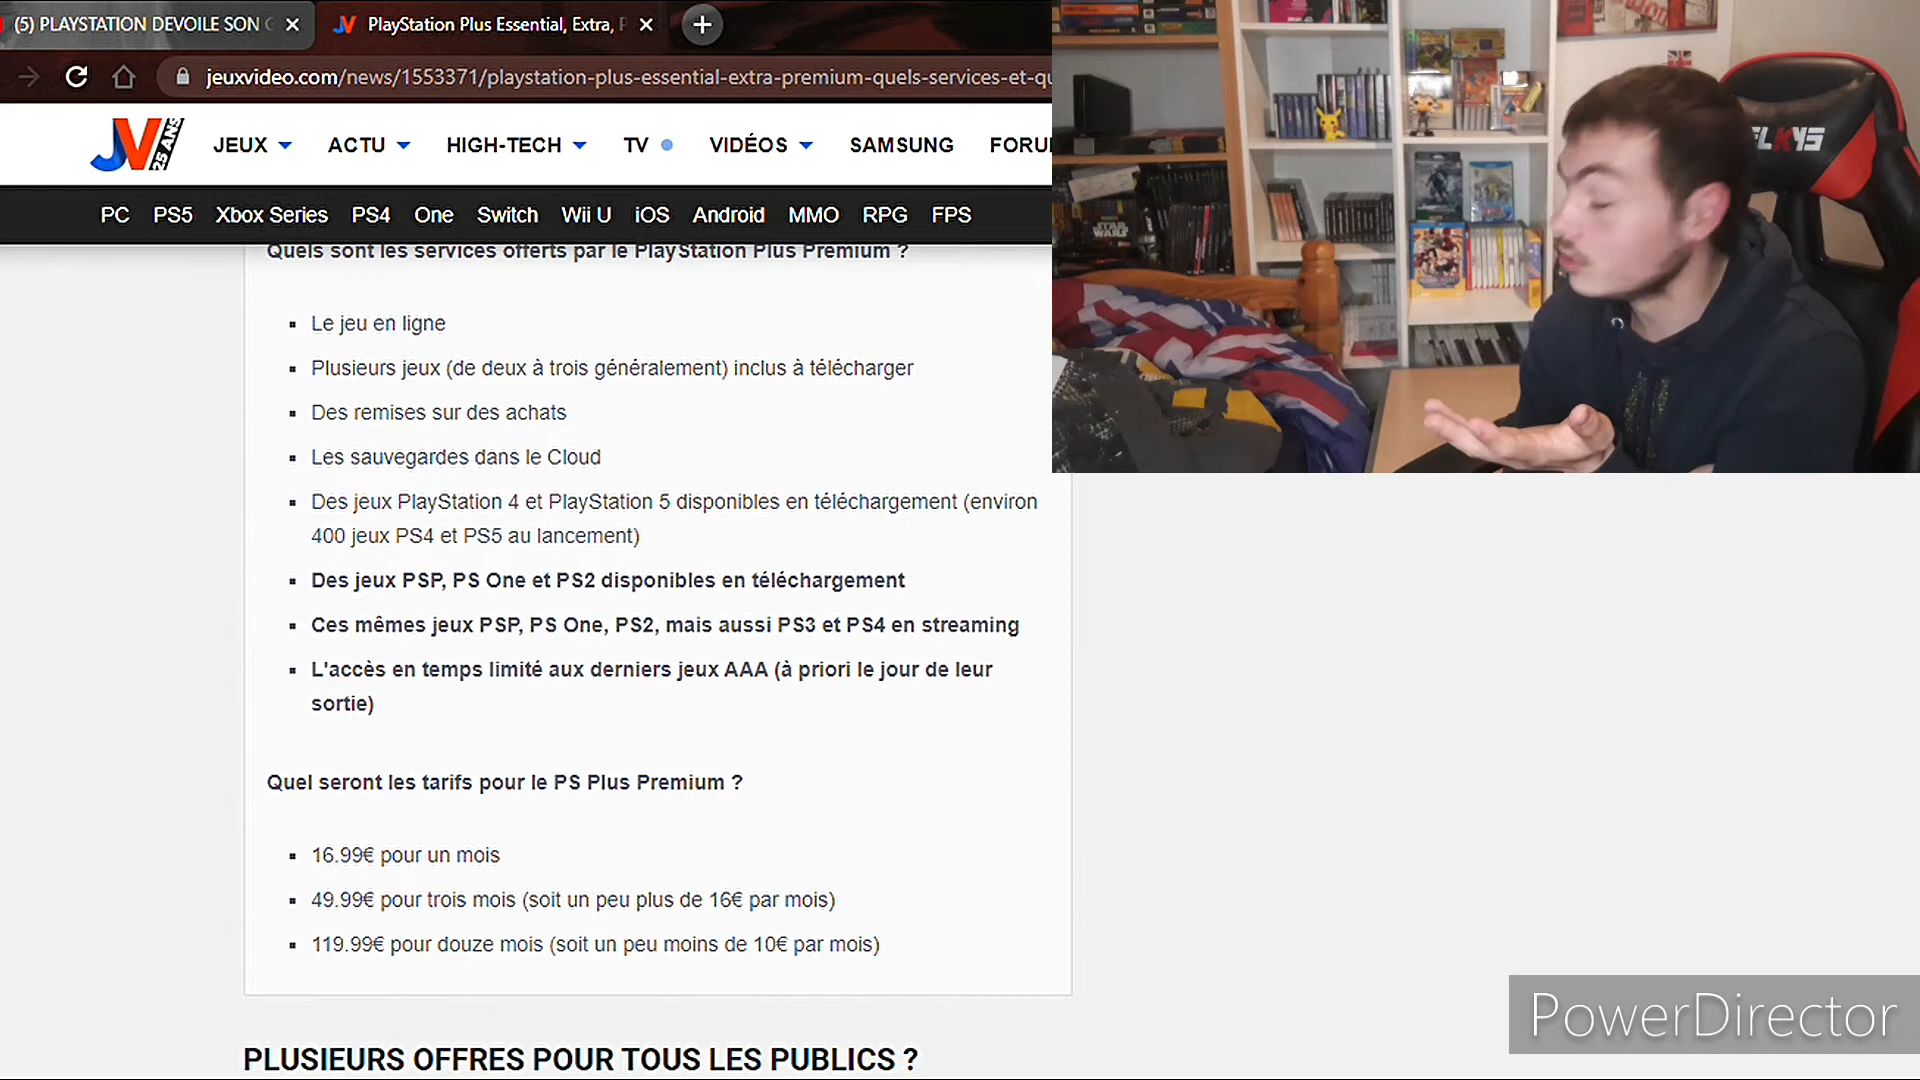 (5) PLAYSTATION DEVOILE SON
PlayStation Plus Essential, Extra, P
jeuxvideo.com/news/1553371/playstation-plus-essential-extra-premium-quels-services-et-qu
JV 25 ANS
JEUX ACTU HIGH-TECH TV VIDÉOS SAMSUNG FORU
PC PS5 Xbox Series PS4 One Switch Wii U iOS Android MMO RPG FPS
Quels sont les services offerts par le PlayStation Plus Premium ?
Le jeu en ligne
Plusieurs jeux (de deux à trois généralement) inclus à télécharger
Des remises sur des achats
Les sauvegardes dans le Cloud
Des jeux PlayStation 4 et PlayStation 5 disponibles en téléchargement (environ
400 jeux PS4 et PS5 au lancement)
Des jeux PSP, PS One et PS2 disponibles en téléchargement
Ces mêmes jeux PSP, PS One, PS2, mais aussi PS3 et PS4 en streaming
L'accès en temps limité aux derniers jeux AAA (à priori le jour de leur
sortie)
Quel seront les tarifs pour le PS Plus Premium ?
16.99€ pour un mois
49.99€ pour trois mois (soit un peu plus de 16€ par mois)
119.99€ pour douze mois (soit un peu moins de 10€ par mois)
PLUSIEURS OFFRES POUR TOUS LES PUBLICS ?
STAR
WARS
PowerDirector